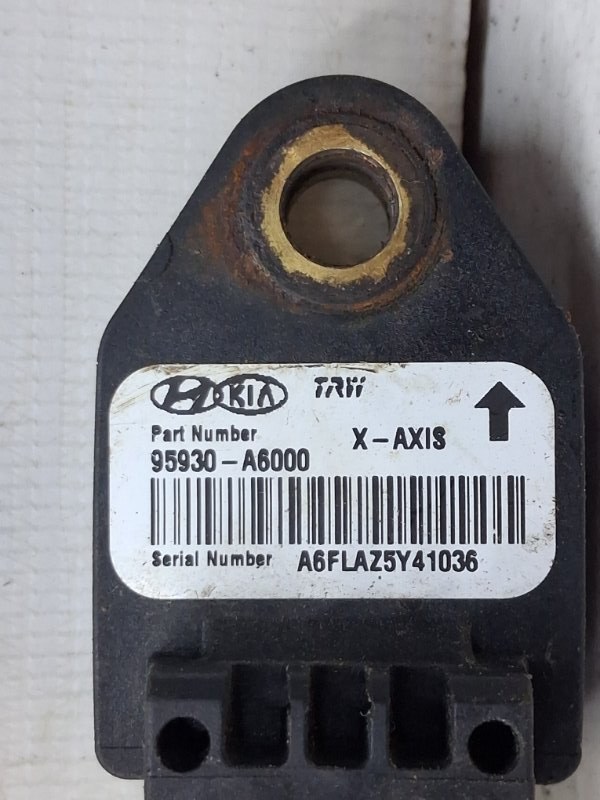 KIA TRW
Part Number X-AXIS
95930-A6000
Serial Number A6FLAZ5Y41036